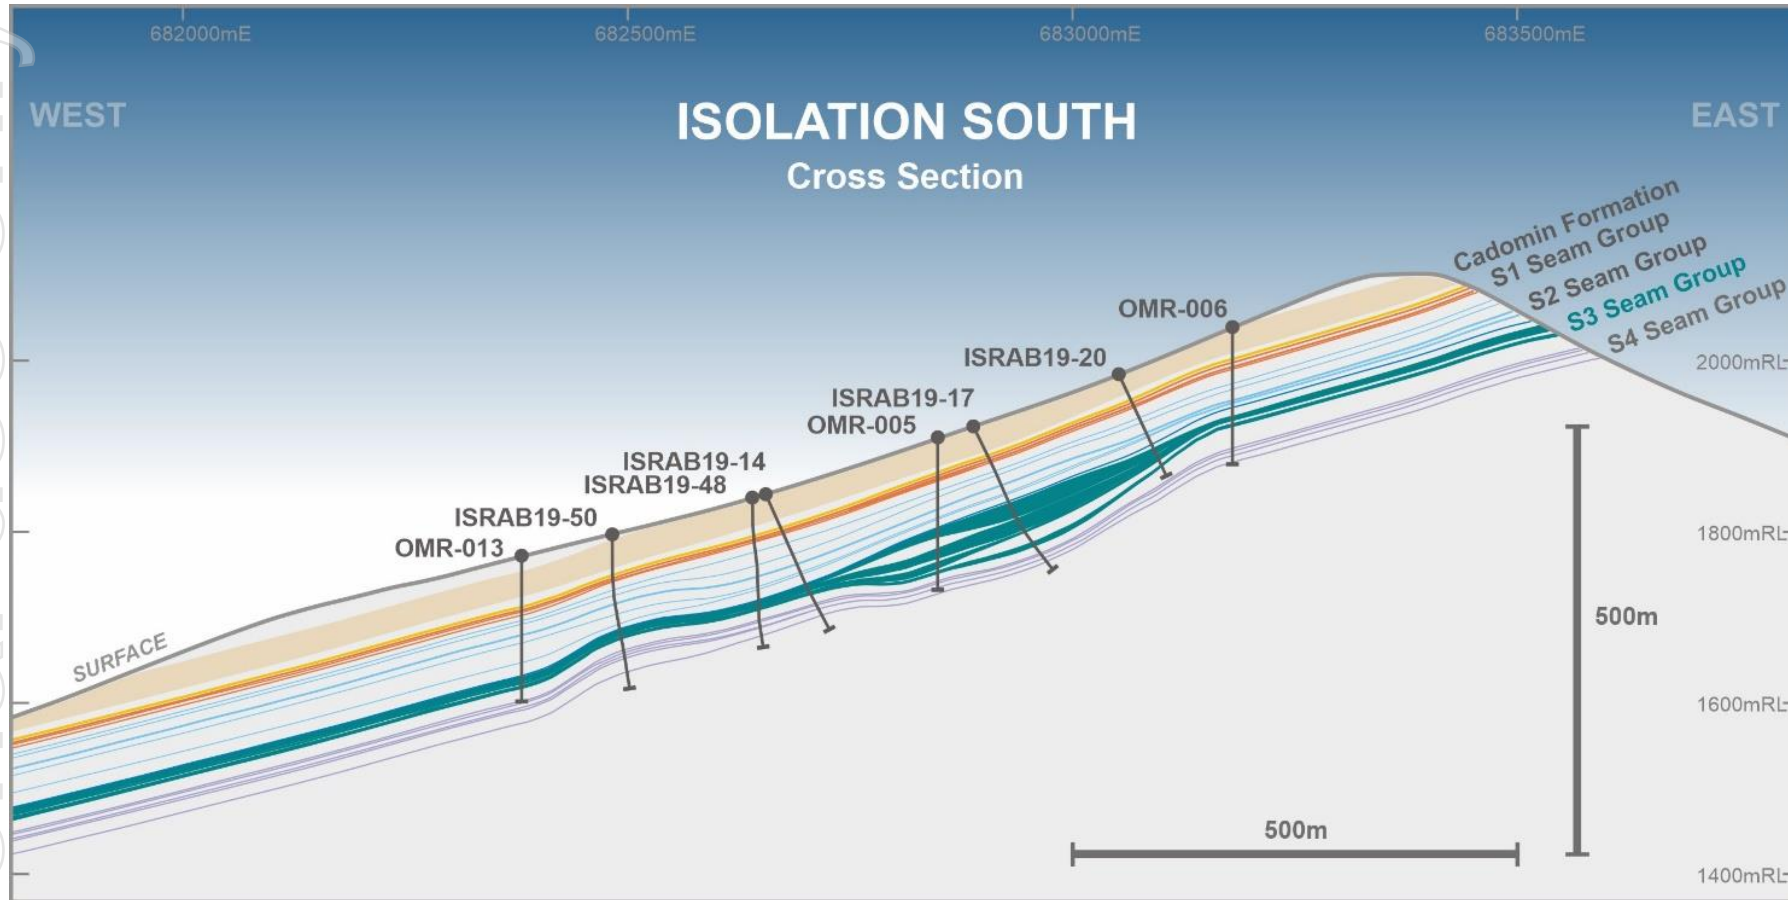 682000mE
682500mE
683000mE
683500mE
WEST
EAST
ISOLATION SOUTH
Cross Section
Cadomin Formation
S1 Seam Group
S2 Seam Group
S3 Seam Group
S4 Seam Group
OMR-006
ISRAB19-20
2000mRL
ISRAB19-17
OMR-005
ISRAB19-14
ISRAB19-48
ISRAB19-50
OMR-013
1800mRL
500m
SURFACE
1600mRL
500m
1400mRL